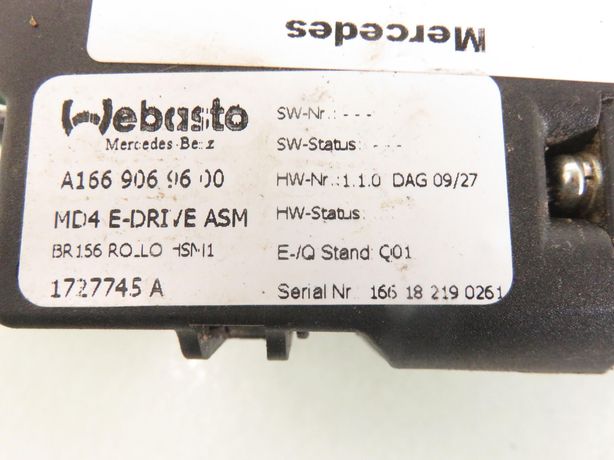 Mercedes
Webasto
Mercedes-Benz
A166 906 96 00
MD4 E-DRIVE ASM
BR156 ROLLO HSM1
1727745 A
SW-Nr.: - - -
SW-Status: - - -
HW-Nr.: 1.1.0 DAG 09/27
HW-Status:
E-/Q Stand: Q01
Serial Nr. 166 18 219 0261